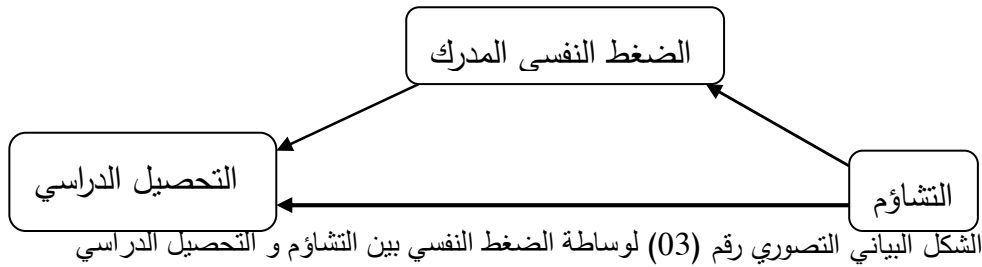 الضغط النفسي المدرك
التحصيل الدراسي
التشاؤم
الشكل البياني التصوري رقم (03) لوساطة الضغط النفسي بين التشاؤم و التحصيل الدراسي